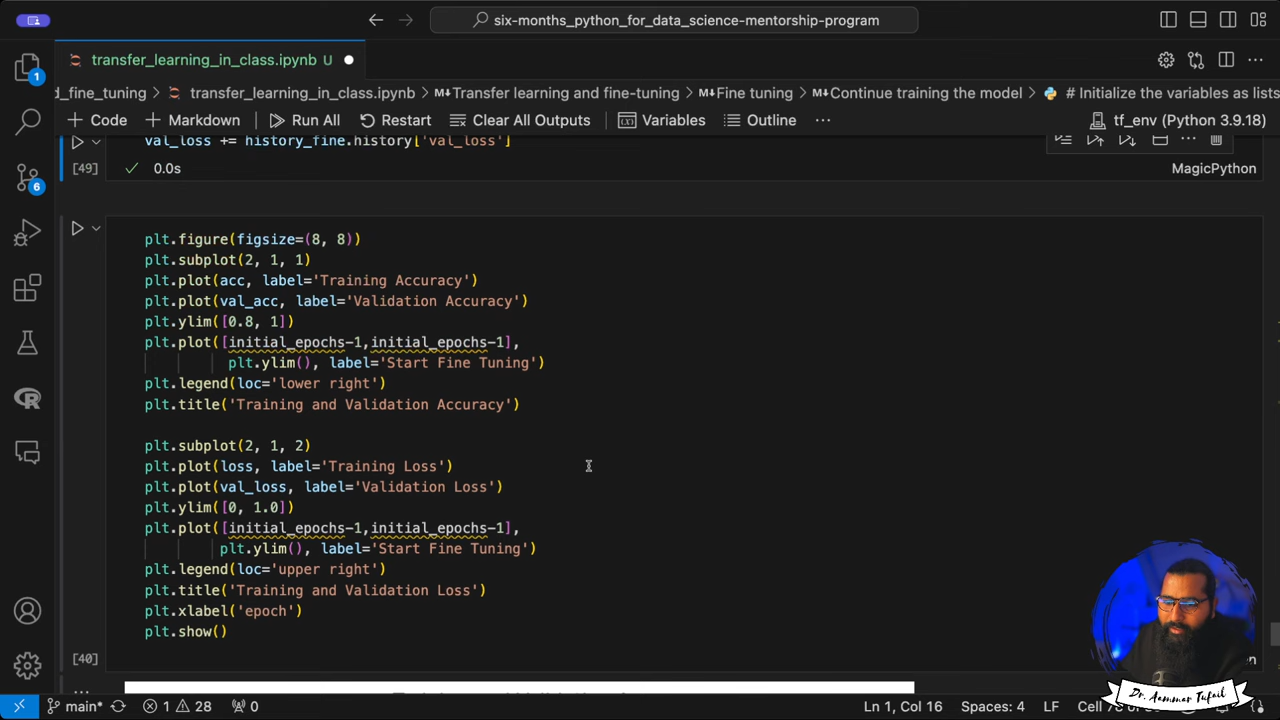 six-months_python_for_data_science-mentorship-program
transfer_learning_in_class.ipynb U
d_fine_tuning > transfer_learning_in_class.ipynb > M↓Transfer learning and fine-tuning > M↓Fine tuning > M↓Continue training the model > # Initialize the variables as lists
+ Code + Markdown Run All Restart Clear All Outputs Variables Outline ... tf_env (Python 3.9.18)
val_loss += history_fine.history['val_loss']
[49] 0.0s MagicPython
plt.figure(figsize=(8, 8))
plt.subplot(2, 1, 1)
plt.plot(acc, label='Training Accuracy')
plt.plot(val_acc, label='Validation Accuracy')
plt.ylim([0.8, 1])
plt.plot([initial_epochs-1,initial_epochs-1],
plt.ylim(), label='Start Fine Tuning')
plt.legend(loc='lower right')
plt.title('Training and Validation Accuracy')
plt.subplot(2, 1, 2)
plt.plot(loss, label='Training Loss')
plt.plot(val_loss, label='Validation Loss')
plt.ylim([0, 1.0])
plt.plot([initial_epochs-1,initial_epochs-1],
plt.ylim(), label='Start Fine Tuning')
plt.legend(loc='upper right')
plt.title('Training and Validation Loss')
plt.xlabel('epoch')
plt.show()
[40]
1
6
Dr. Aammar Tufail
main* 1 28 0 Ln 1, Col 16 Spaces: 4 LF